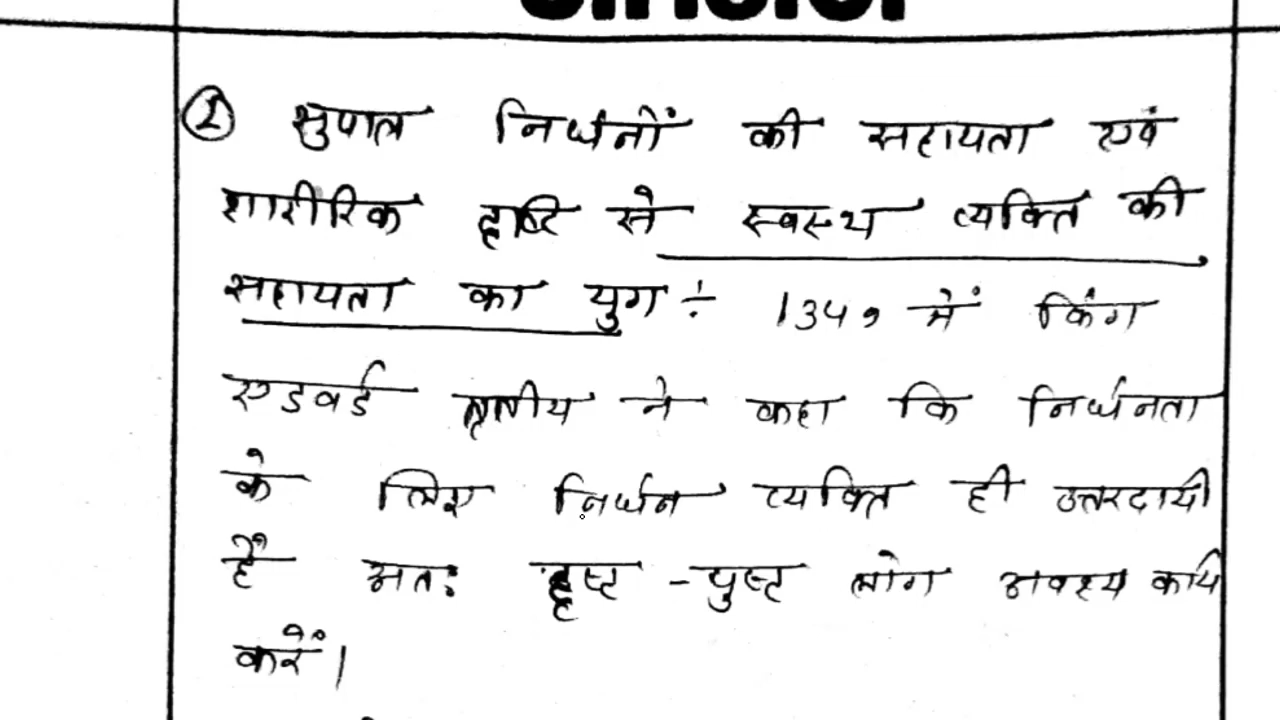 ② सुपात्र निर्धनों की सहायता एवं
शारीरिक दृष्टि से स्वस्थ व्यक्ति की
सहायता का युग ÷ 1349 में किंग
एडवर्ड तृतीय ने कहा कि निर्धनता
के लिए निर्धन व्यक्ति ही उत्तरदायी
है अतः हृष्ट-पुष्ट लोग अवश्य कार्य
करें।